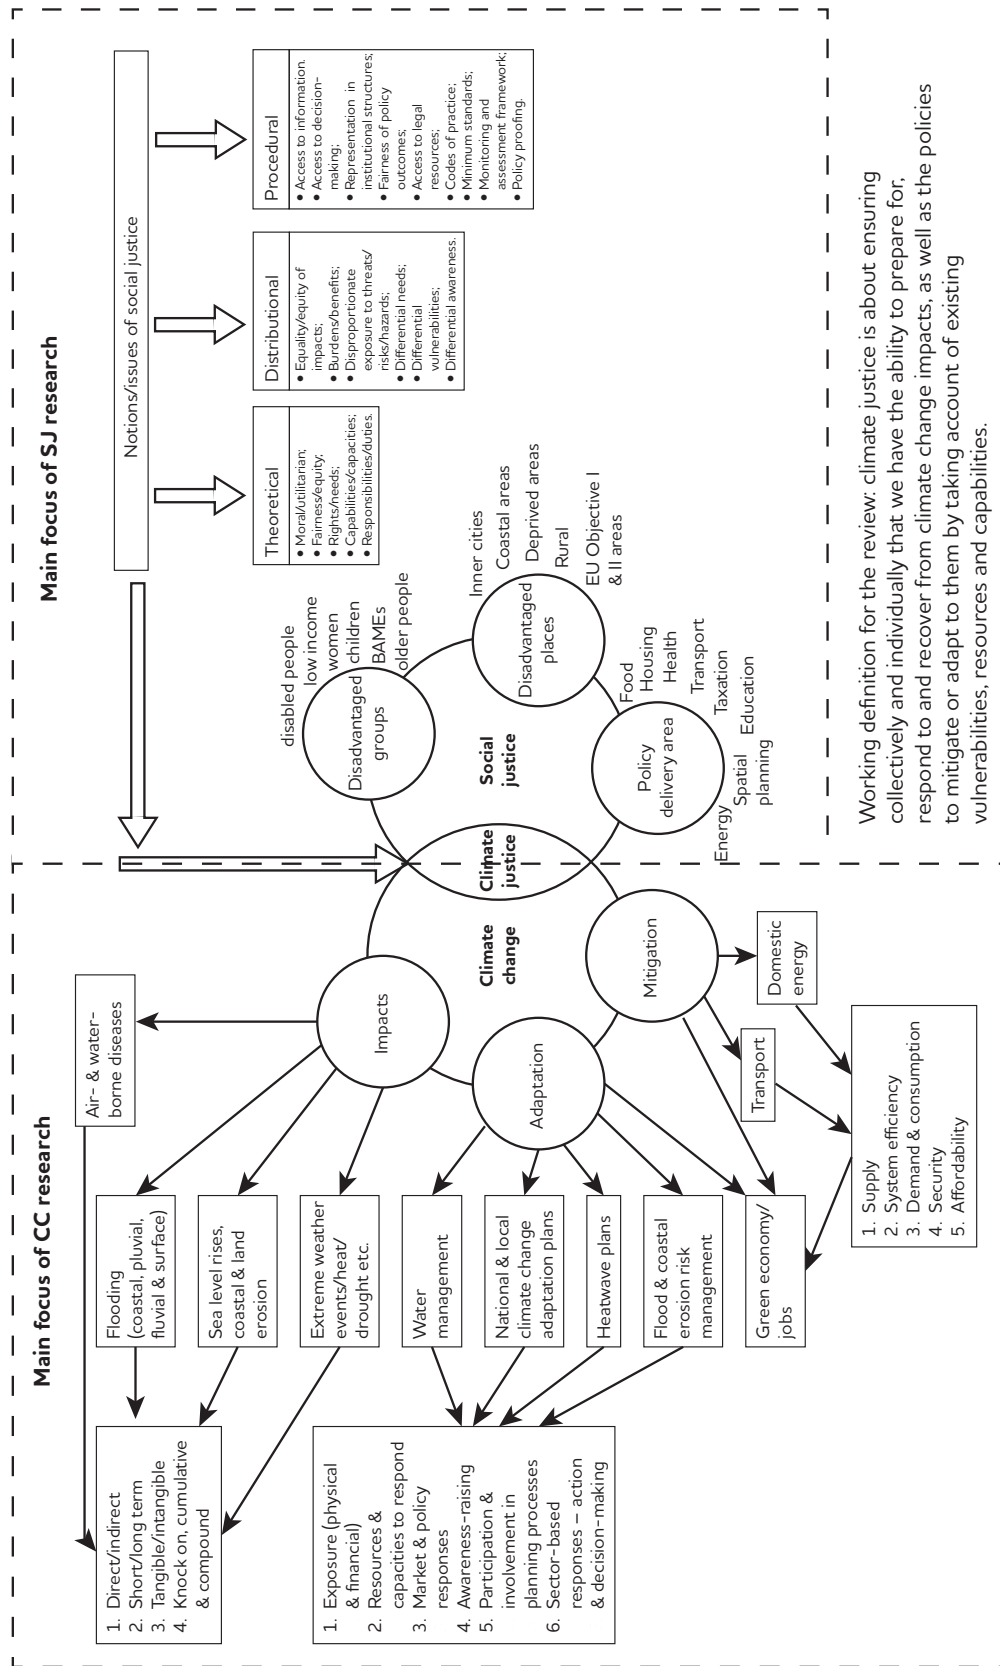 Main focus of CC research
Main focus of SJ research
Air- & water-
borne diseases
Flooding
(coastal, pluvial,
fluvial & surface)
Sea level rises,
coastal & land
erosion
Extreme weather
events/heat/
drought etc.
Water
management
National & local
climate change
adaptation plans
Heatwave plans
Flood & coastal
erosion risk
management
Green economy/
jobs
1. Direct/indirect
2. Short/long term
3. Tangible/intangible
4. Knock on, cumulative
& compound
1. Exposure (physical
& financial)
2. Resources &
capacities to respond
3. Market & policy
responses
4. Awareness-raising
5. Participation &
involvement in
planning processes
6. Sector-based
responses – action
& decision-making
Impacts
Adaptation
Mitigation
Transport
Domestic
energy
1. Supply
2. System efficiency
3. Demand & consumption
4. Security
5. Affordability
Climate
change
Climate
justice
Social
justice
Disadvantaged
groups
disabled people
low income
women
children
BAMEs
older people
Disadvantaged
places
Inner cities
Coastal areas
Deprived areas
Rural
EU Objective I
& II areas
Policy
delivery area
Food
Housing
Health
Transport
Taxation
Education
Spatial
planning
Energy
Notions/issues of social justice
Theoretical
• Moral/utilitarian;
• Fairness/equity;
• Rights/needs;
• Capabilities/capacities;
• Responsibilities/duties.
Distributional
• Equality/equity of
impacts;
• Burdens/benefits;
• Disproportionate
exposure to threats/
risks/hazards;
• Differential needs;
• Differential
vulnerabilities;
• Differential awareness.
Procedural
• Access to information.
• Access to decision-
making;
• Representation in
institutional structures;
• Fairness of policy
outcomes;
• Access to legal
resources;
• Codes of practice;
• Minimum standards;
• Monitoring and
assessment framework;
• Policy proofing.
Working definition for the review: climate justice is about ensuring
collectively and individually that we have the ability to prepare for,
respond to and recover from climate change impacts, as well as the policies
to mitigate or adapt to them by taking account of existing
vulnerabilities, resources and capabilities.